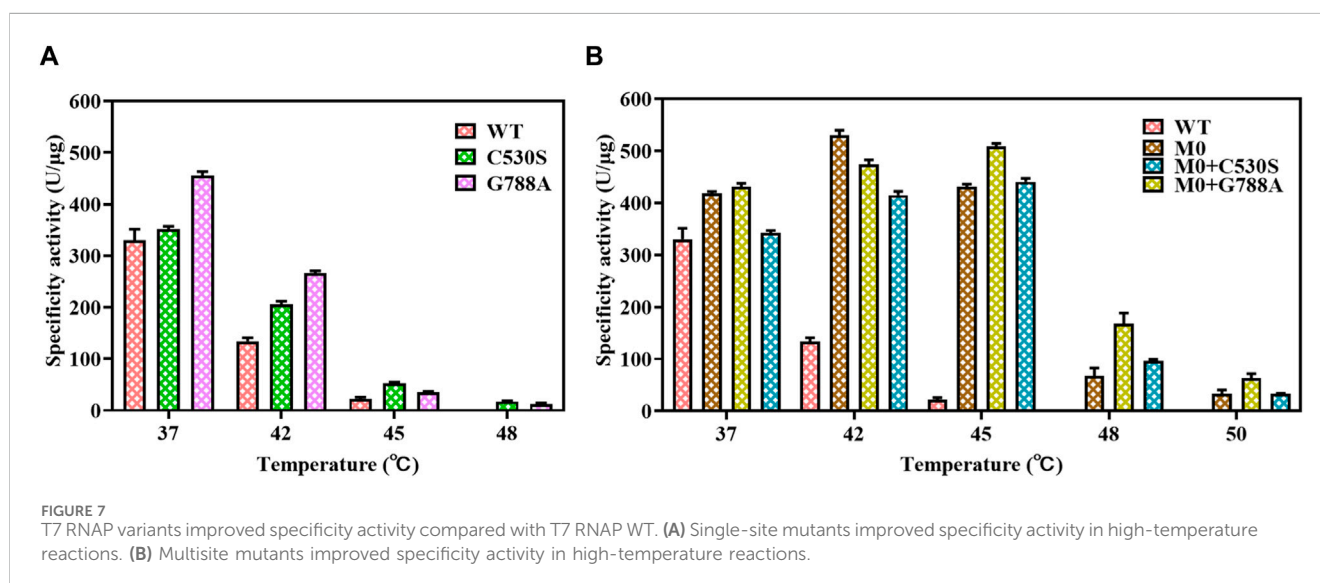 A
Specificity activity (U/µg)
600
500
400
300
200
100
0
WT
C530S
G788A
37
42
45
48
Temperature (℃)
B
Specificity activity (U/µg)
600
500
400
300
200
100
0
WT
M0
M0+C530S
M0+G788A
37
42
45
48
50
Temperature (℃)
FIGURE 7
T7 RNAP variants improved specificity activity compared with T7 RNAP WT. (A) Single-site mutants improved specificity activity in high-temperature
reactions. (B) Multisite mutants improved specificity activity in high-temperature reactions.